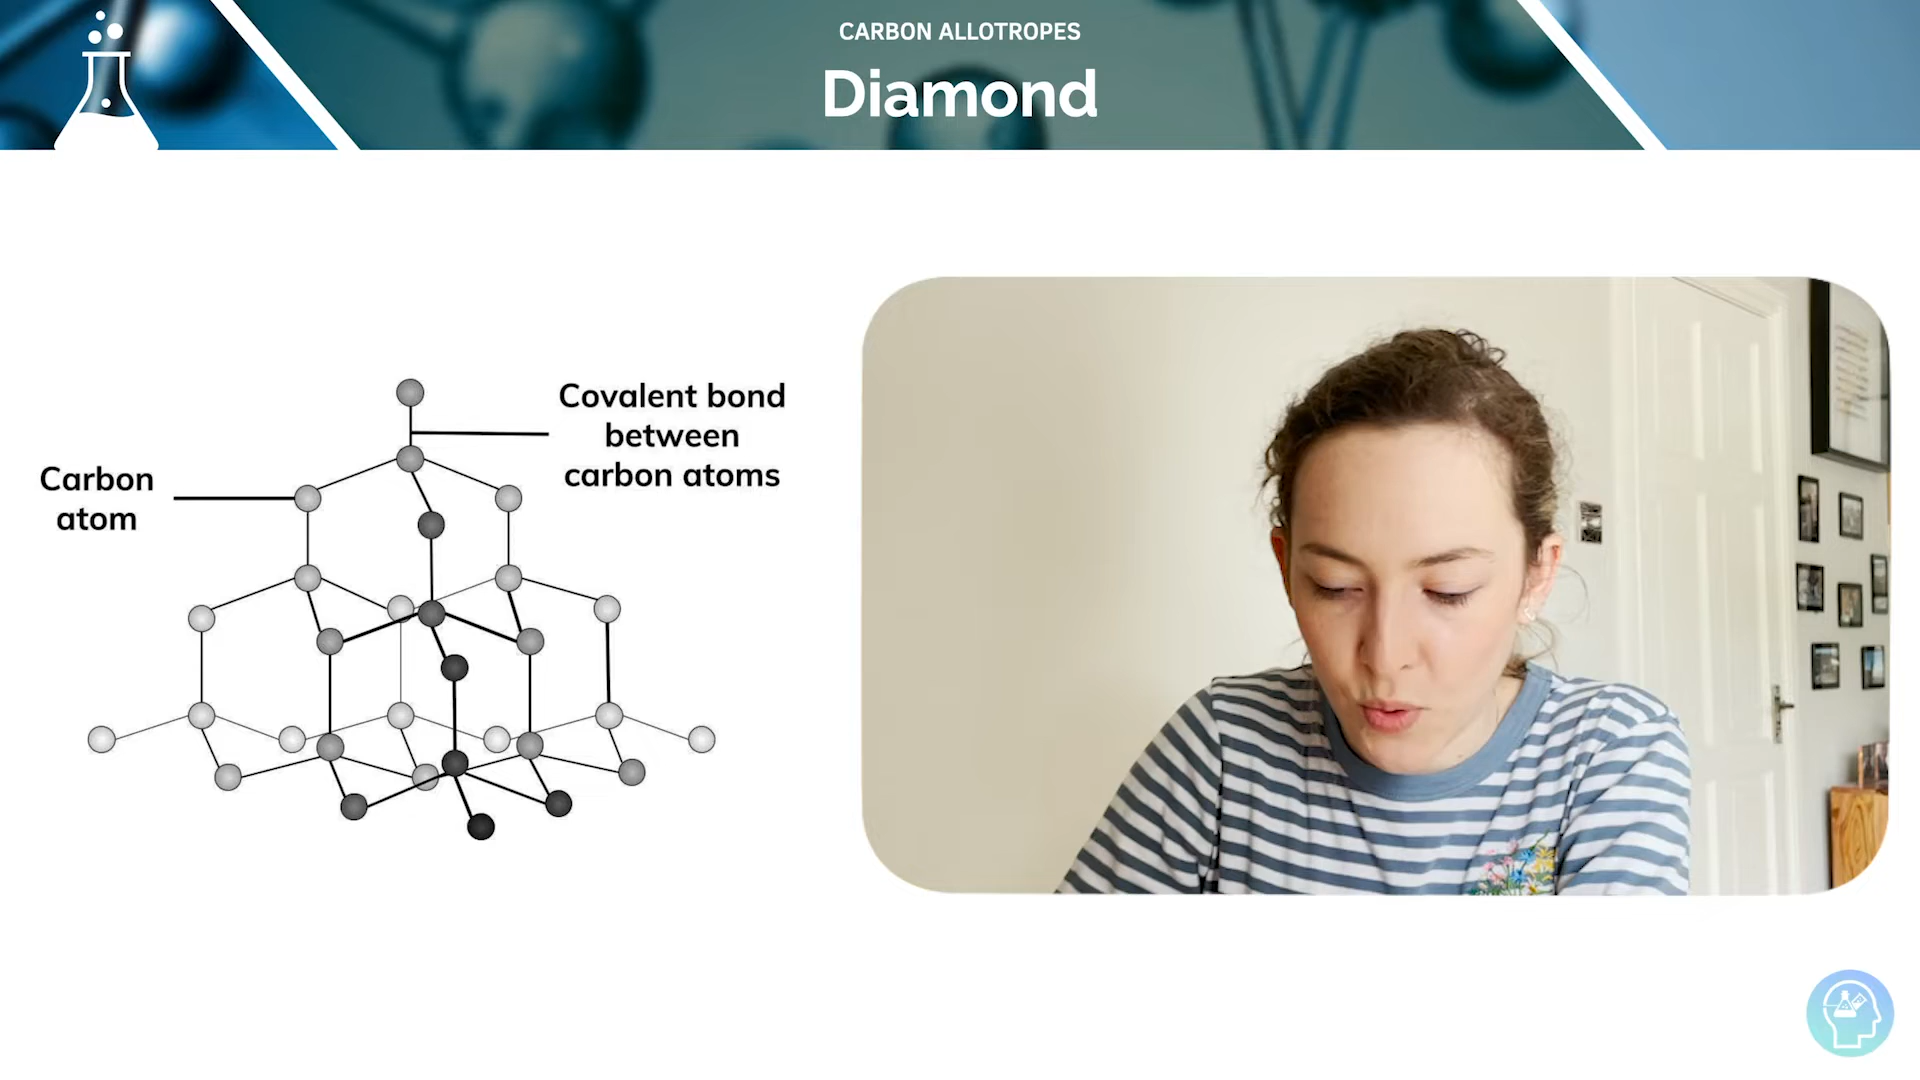 CARBON ALLOTROPES
Diamond
Covalent bond
between
carbon atoms
Carbon
atom